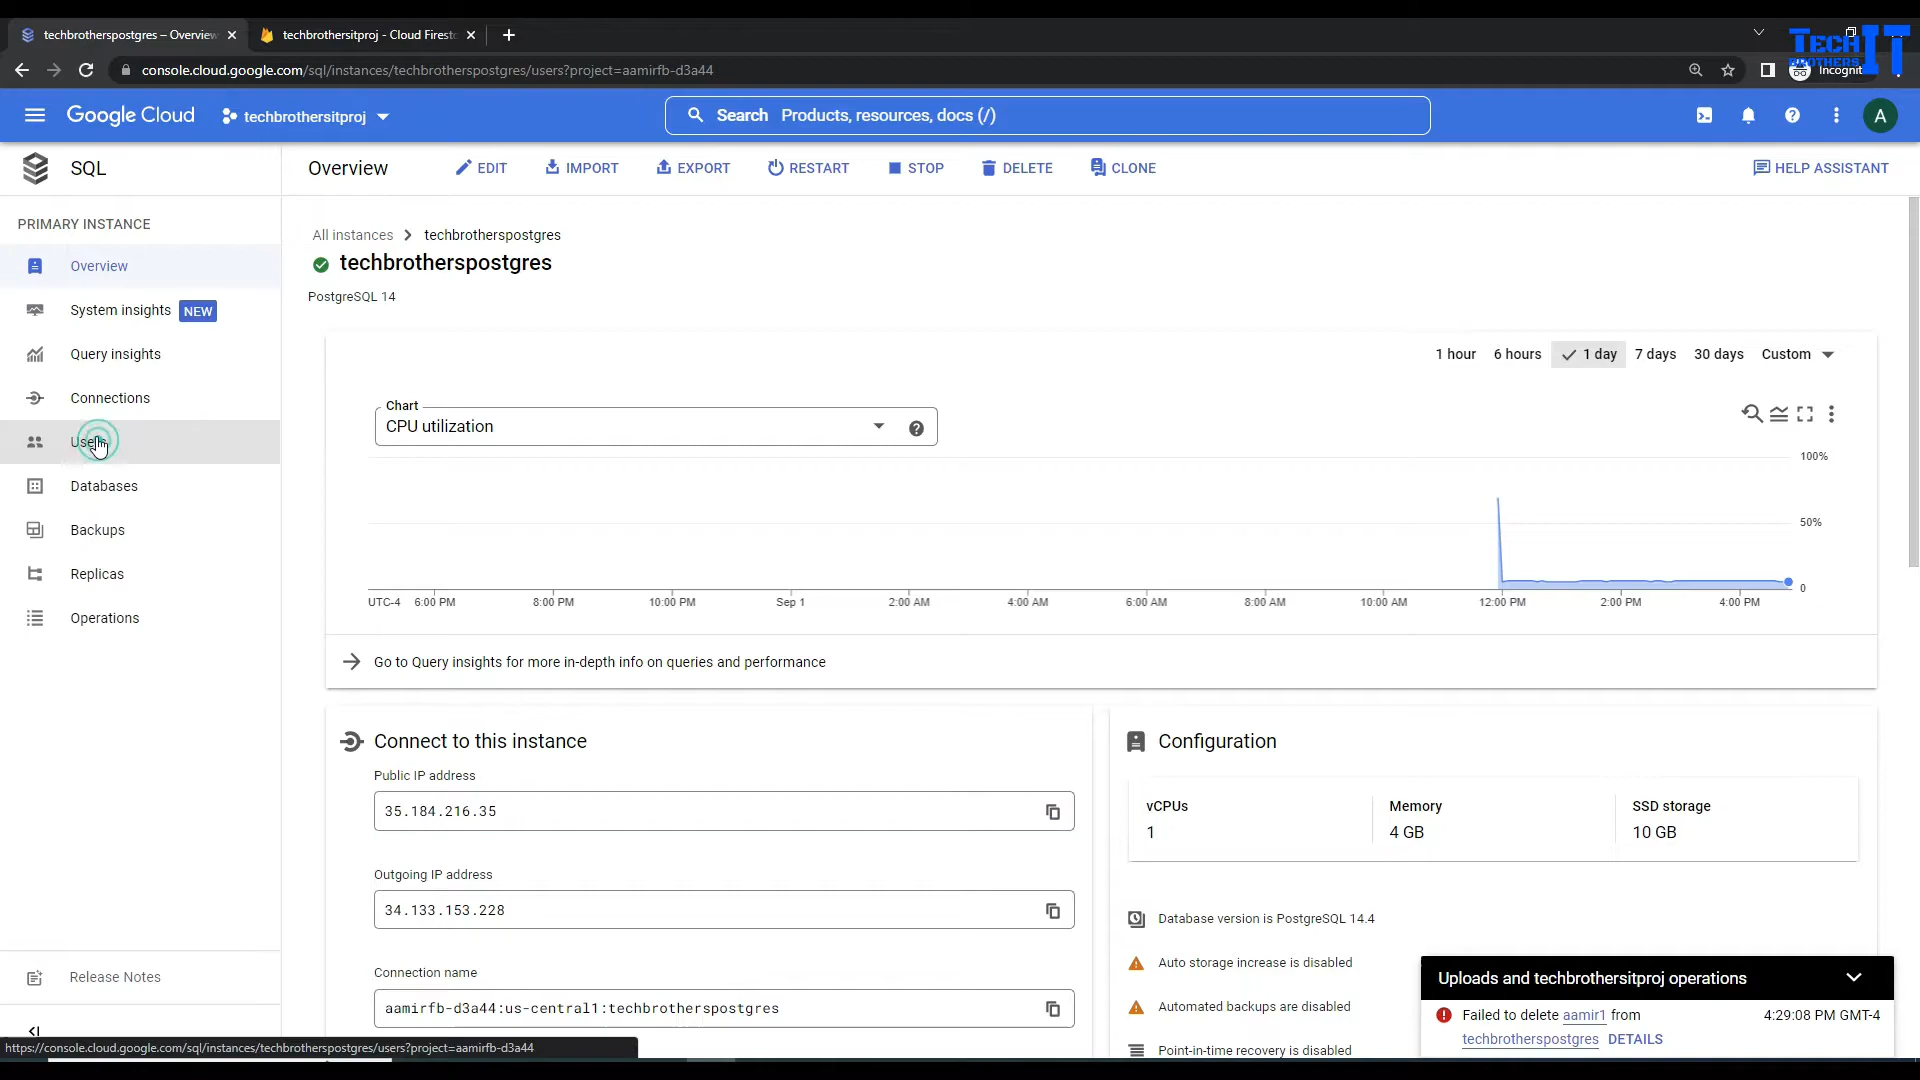 techbrotherspostgres – Overview
techbrothersitproj - Cloud Firesto
TECH IT
BROTHERS
console.cloud.google.com/sql/instances/techbrotherspostgres/users?project=aamirfb-d3a44
Incognit
Google Cloud
techbrothersitproj
Search Products, resources, docs (/)
A
SQL
Overview
EDIT
IMPORT
EXPORT
RESTART
STOP
DELETE
CLONE
HELP ASSISTANT
PRIMARY INSTANCE
Overview
System insights NEW
Query insights
Connections
Users
Databases
Backups
Replicas
Operations
Release Notes
All instances > techbrotherspostgres
techbrotherspostgres
PostgreSQL 14
1 hour 6 hours 1 day 7 days 30 days Custom
Chart
CPU utilization
100%
50%
0
UTC-4 6:00 PM 8:00 PM 10:00 PM Sep 1 2:00 AM 4:00 AM 6:00 AM 8:00 AM 10:00 AM 12:00 PM 2:00 PM 4:00 PM
Go to Query insights for more in-depth info on queries and performance
Connect to this instance
Public IP address
35.184.216.35
Outgoing IP address
34.133.153.228
Connection name
aamirfb-d3a44:us-central1:techbrotherspostgres
Configuration
vCPUs
1
Memory
4 GB
SSD storage
10 GB
Database version is PostgreSQL 14.4
Auto storage increase is disabled
Automated backups are disabled
Point-in-time recovery is disabled
Uploads and techbrothersitproj operations
Failed to delete aamir1 from
techbrotherspostgres DETAILS
4:29:08 PM GMT-4
https://console.cloud.google.com/sql/instances/techbrotherspostgres/users?project=aamirfb-d3a44